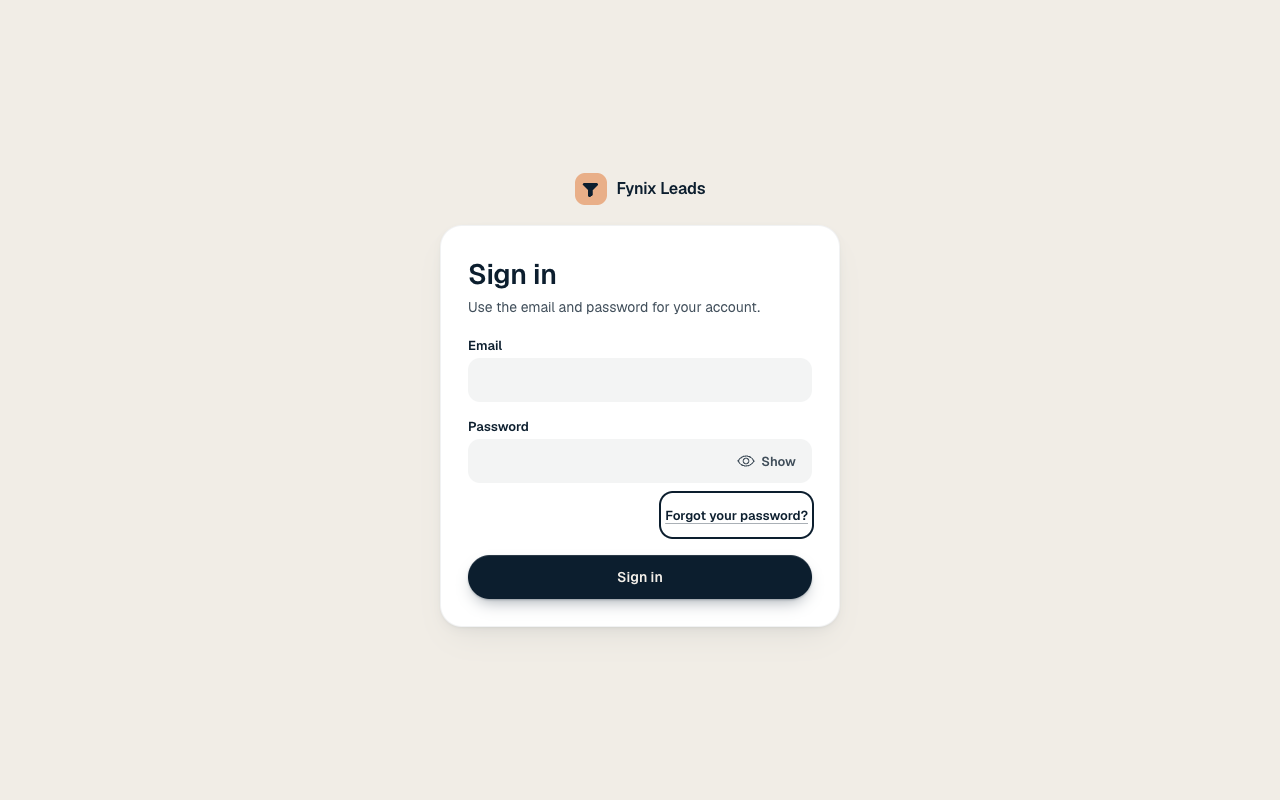 Fynix Leads
Sign in
Use the email and password for your account.
Email
Password
Show
Forgot your password?
Sign in